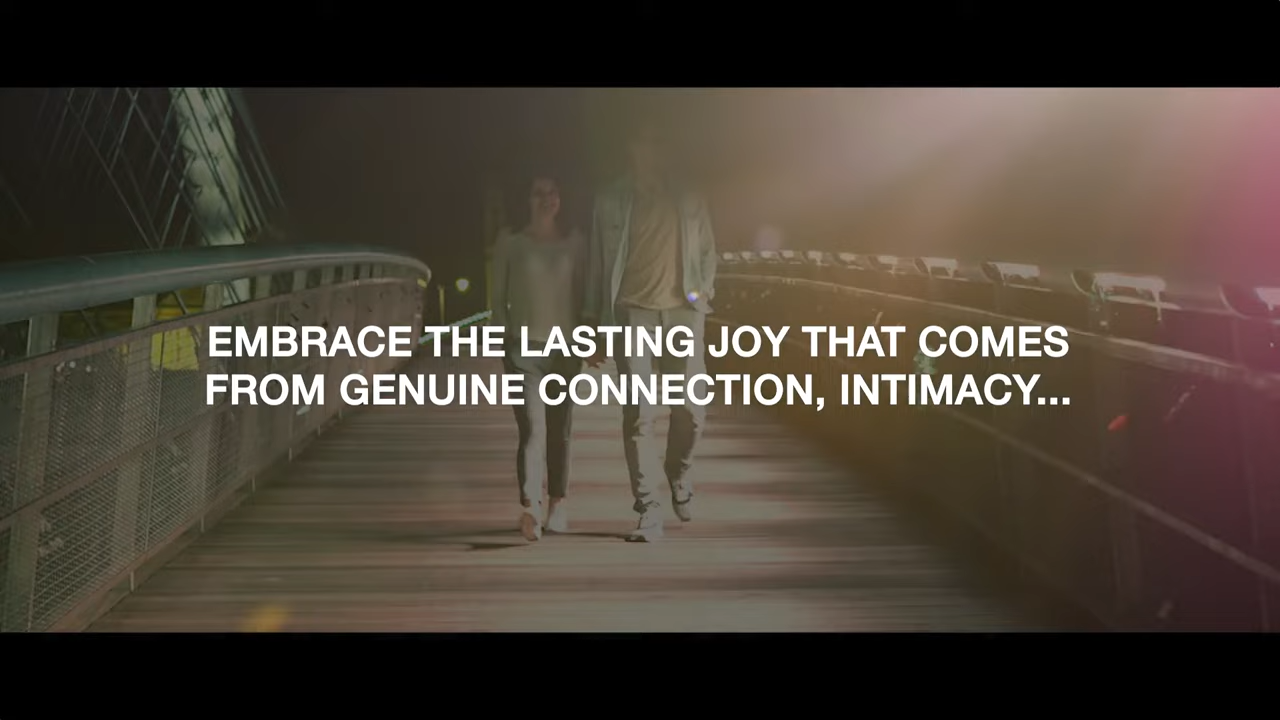 EMBRACE THE LASTING JOY THAT COMES
FROM GENUINE CONNECTION, INTIMACY...